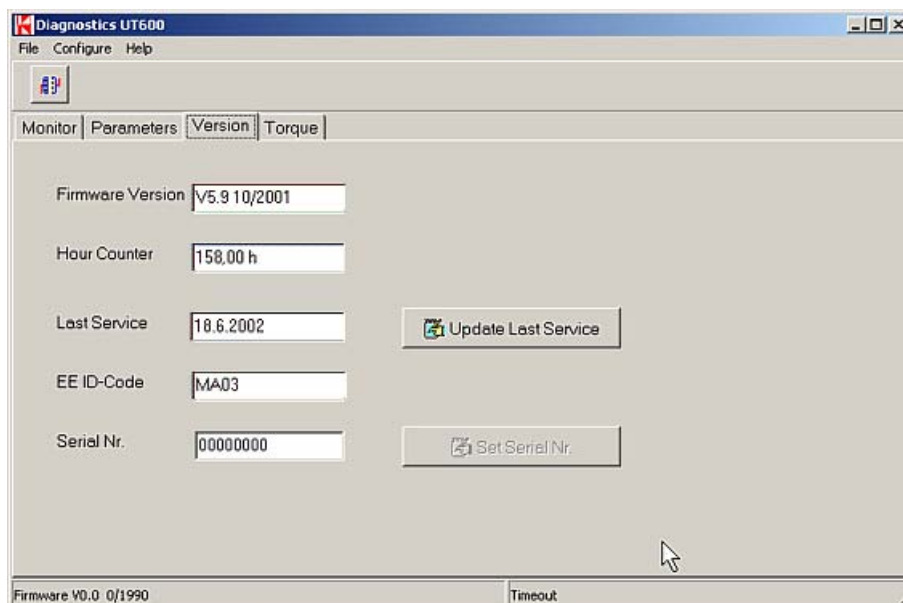 Diagnostics UT600
File Configure Help
Monitor Parameters Version Torque
Firmware Version V5.9 10/2001
Hour Counter 158,00 h
Last Service 18.6.2002 Update Last Service
EE ID-Code MA03
Serial Nr. 00000000 Set Serial Nr.
Firmware V0.0 0/1990 Timeout